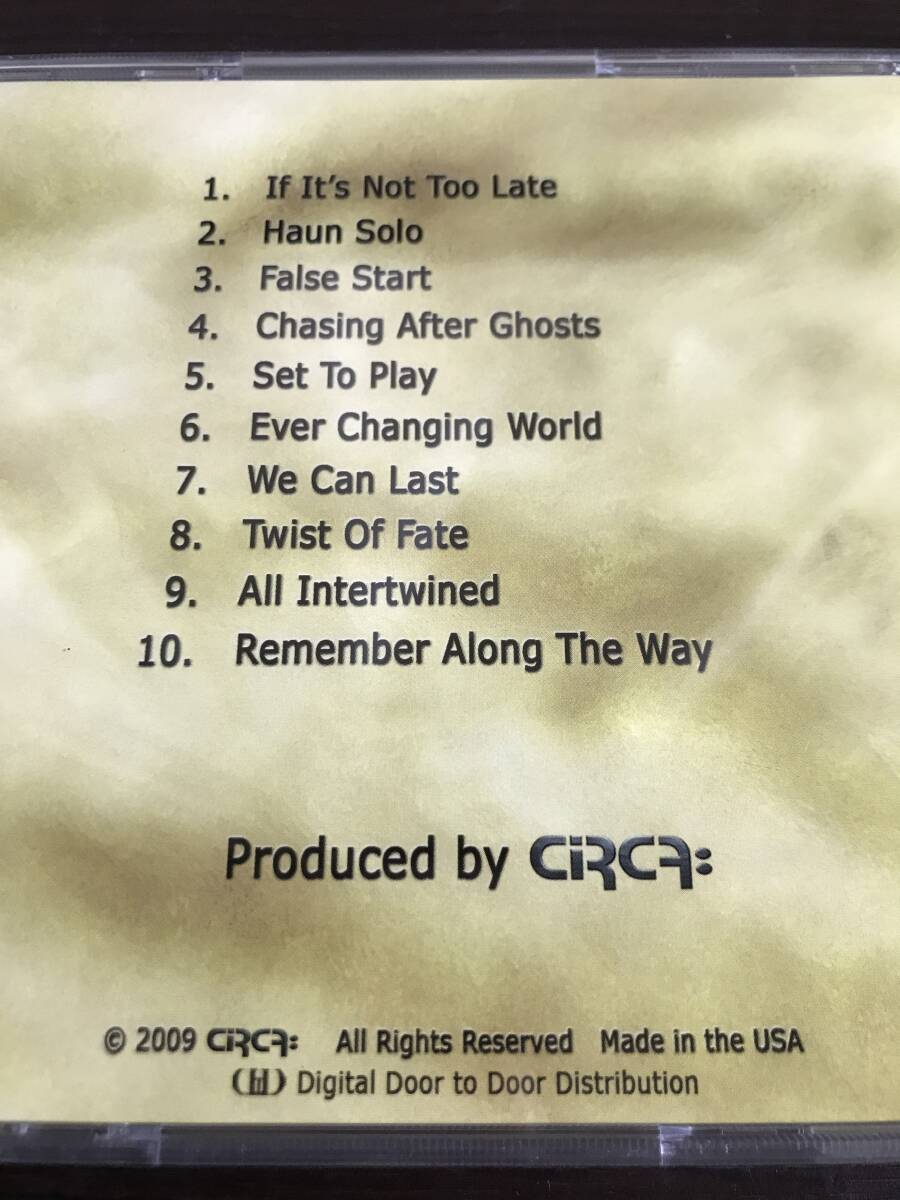 1. If It's Not Too Late
2. Haun Solo
3. False Start
4. Chasing After Ghosts
5. Set To Play
6. Ever Changing World
7. We Can Last
8. Twist Of Fate
9. All Intertwined
10. Remember Along The Way
Produced by CIRCA:
© 2009 CIRCA: All Rights Reserved Made in the USA
Digital Door to Door Distribution